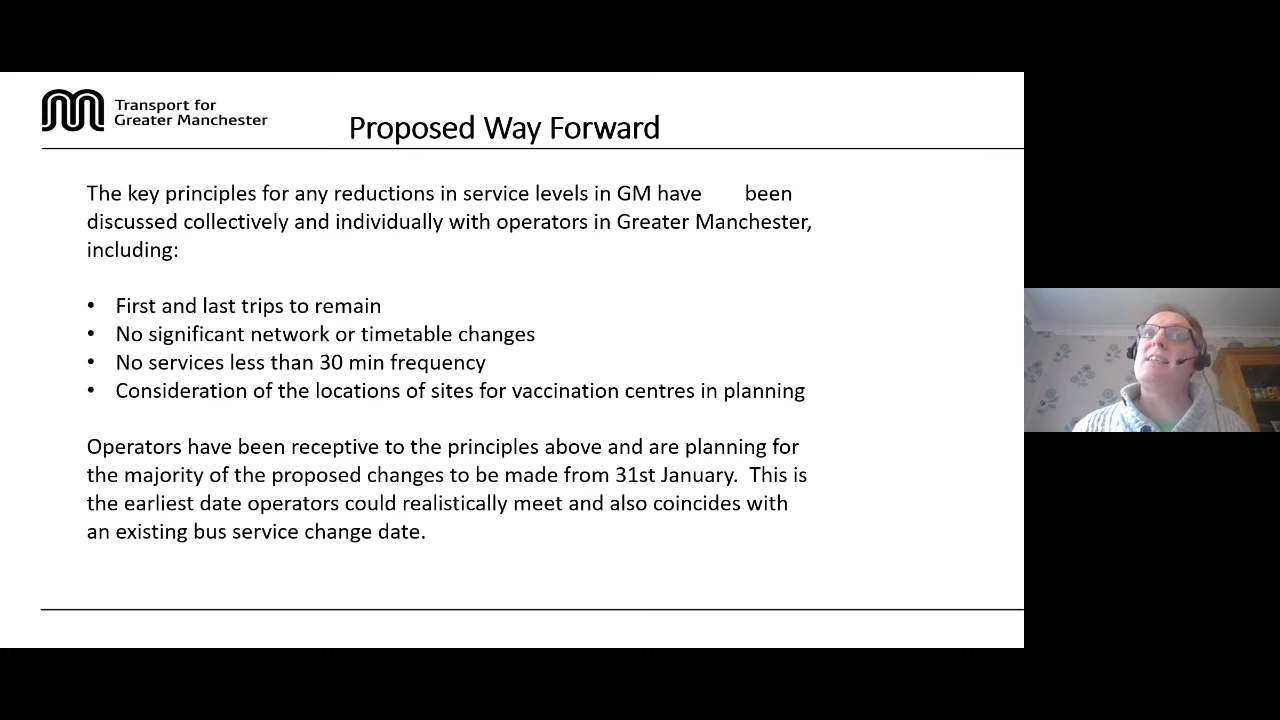 Transport for
Greater Manchester
Proposed Way Forward
The key principles for any reductions in service levels in GM have been
discussed collectively and individually with operators in Greater Manchester,
including:
• First and last trips to remain
• No significant network or timetable changes
• No services less than 30 min frequency
• Consideration of the locations of sites for vaccination centres in planning
Operators have been receptive to the principles above and are planning for
the majority of the proposed changes to be made from 31st January. This is
the earliest date operators could realistically meet and also coincides with
an existing bus service change date.